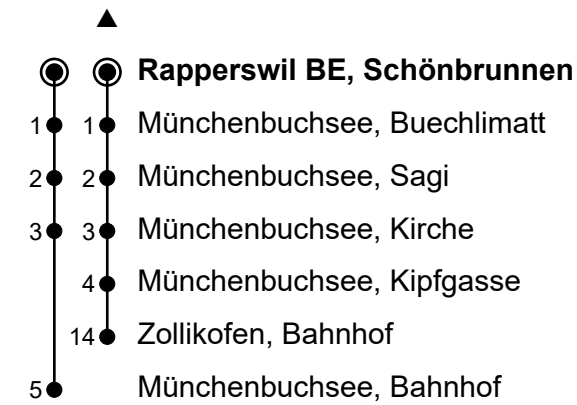 Rapperswil BE, Schönbrunnen
1 1 Münchenbuchsee, Buechlimatt
2 2 Münchenbuchsee, Sagi
3 3 Münchenbuchsee, Kirche
4 Münchenbuchsee, Kipfgasse
14 Zollikofen, Bahnhof
5 Münchenbuchsee, Bahnhof